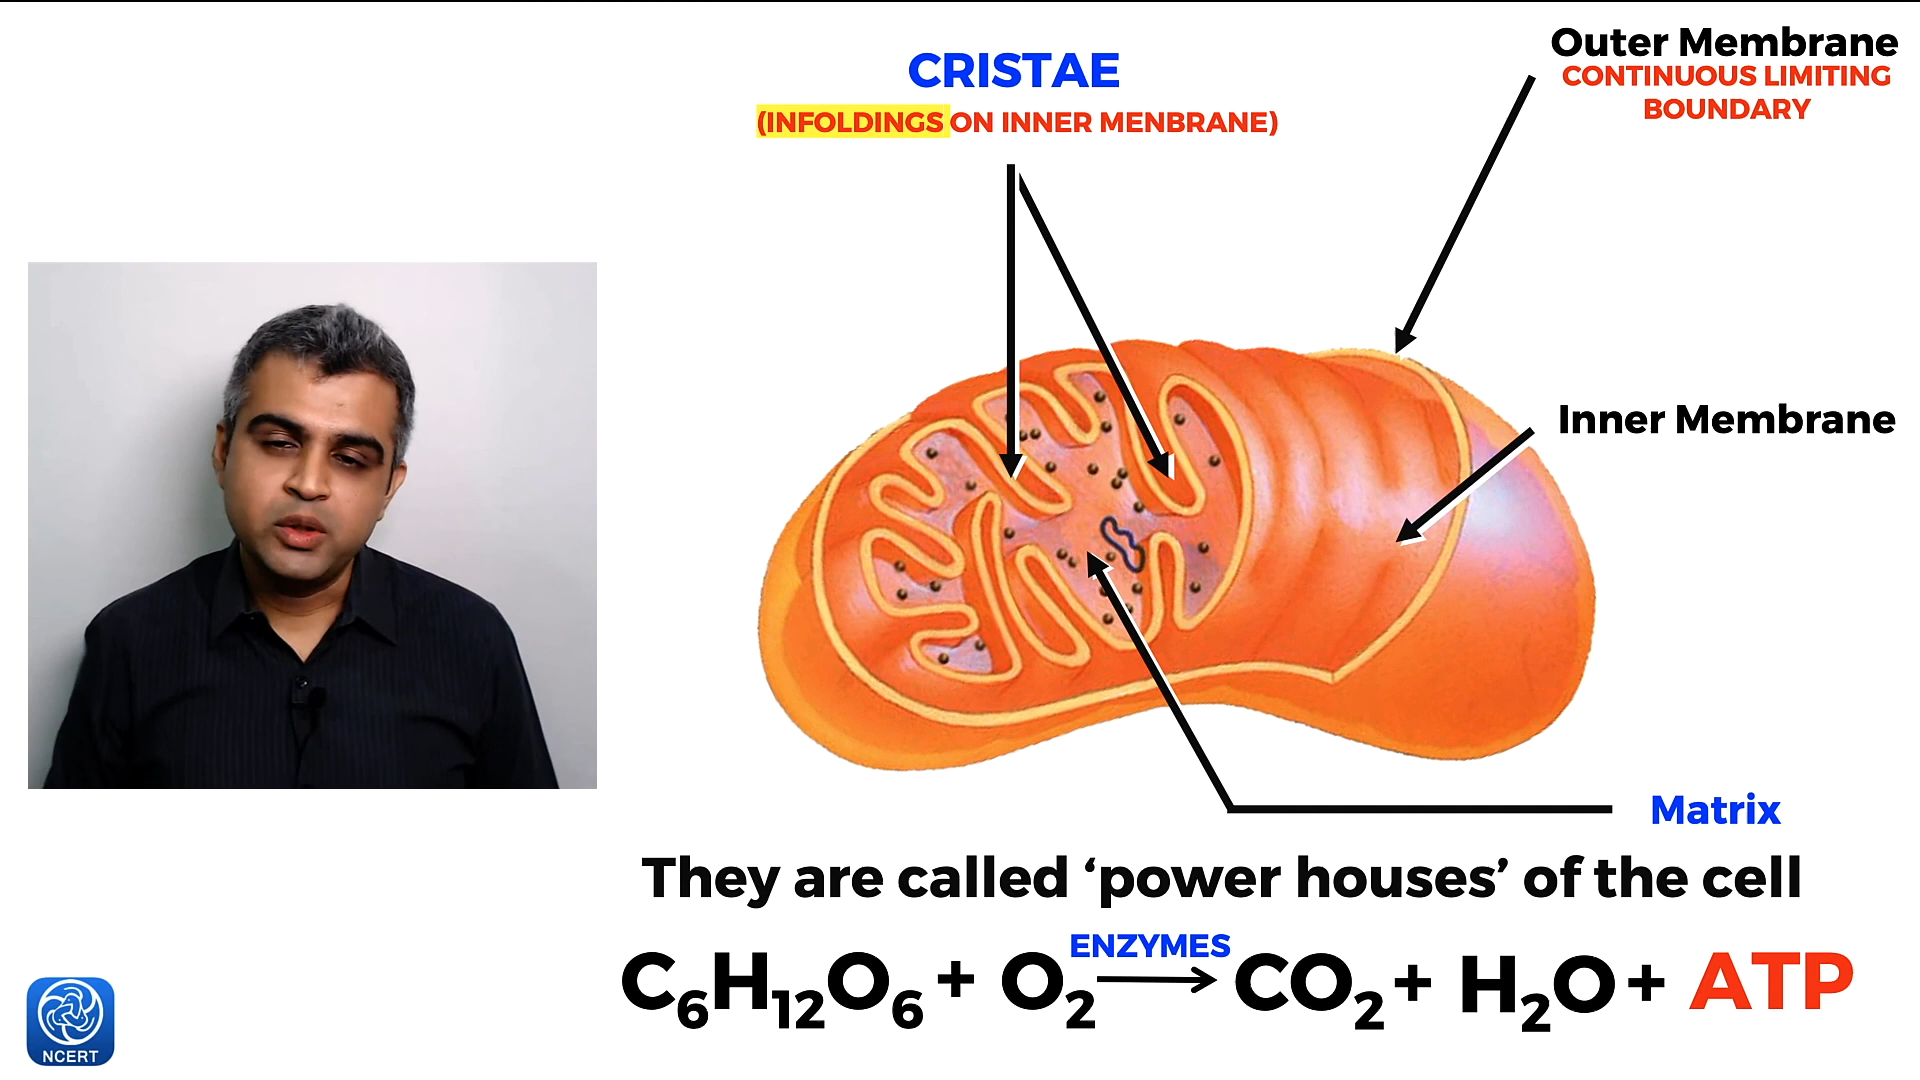 CRISTAE
(INFOLDINGS ON INNER MENBRANE)
Outer Membrane
CONTINUOUS LIMITING
BOUNDARY
Inner Membrane
Matrix
They are called ‘power houses’ of the cell
ENZYMES
C₆H₁₂O₆ + O₂ ⟶ CO₂ + H₂O + ATP
NCERT